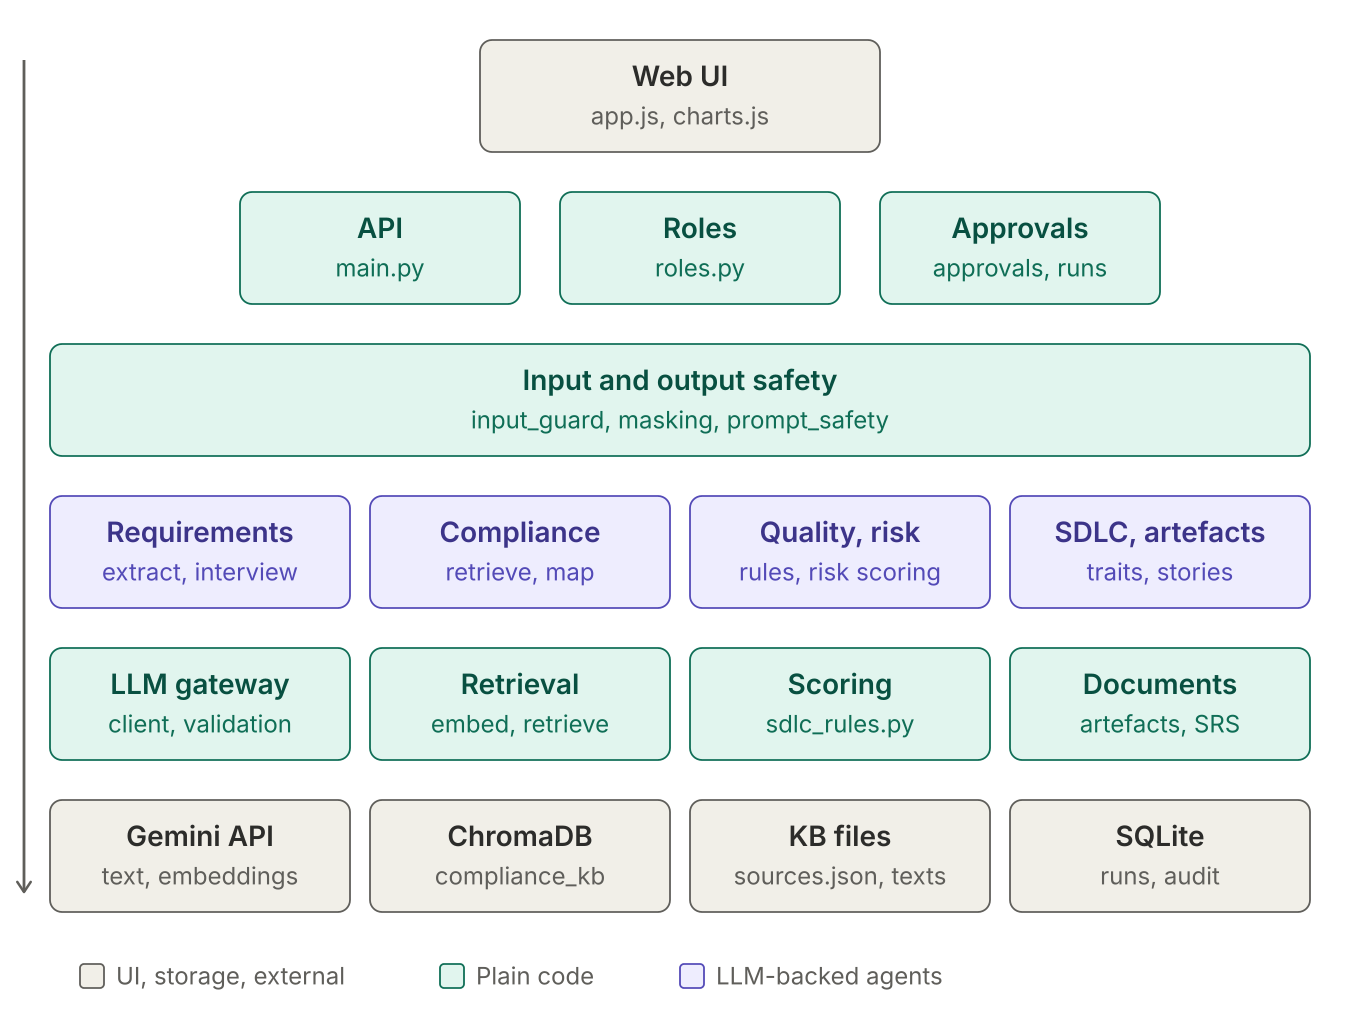 Web UI
app.js, charts.js
API
main.py
Roles
roles.py
Approvals
approvals, runs
Input and output safety
input_guard, masking, prompt_safety
Requirements
extract, interview
Compliance
retrieve, map
Quality, risk
rules, risk scoring
SDLC, artefacts
traits, stories
LLM gateway
client, validation
Retrieval
embed, retrieve
Scoring
sdlc_rules.py
Documents
artefacts, SRS
Gemini API
text, embeddings
ChromaDB
compliance_kb
KB files
sources.json, texts
SQLite
runs, audit
UI, storage, external
Plain code
LLM-backed agents